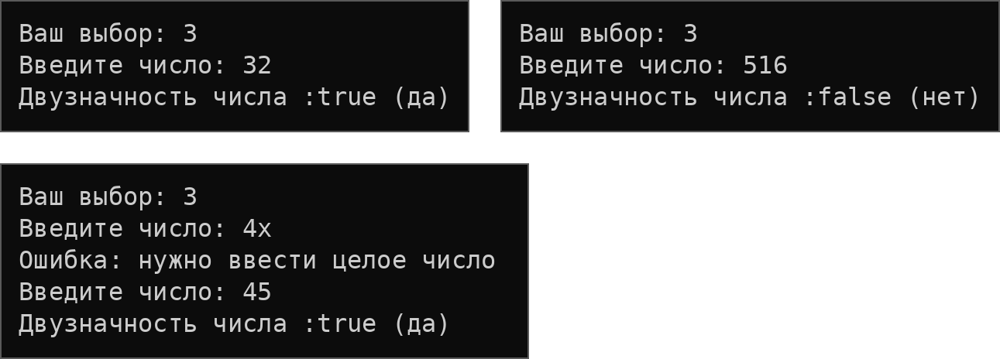 Ваш выбор: 3
Введите число: 32
Двузначность числа :true (да)
Ваш выбор: 3
Введите число: 516
Двузначность числа :false (нет)
Ваш выбор: 3
Введите число: 4x
Ошибка: нужно ввести целое число
Введите число: 45
Двузначность числа :true (да)